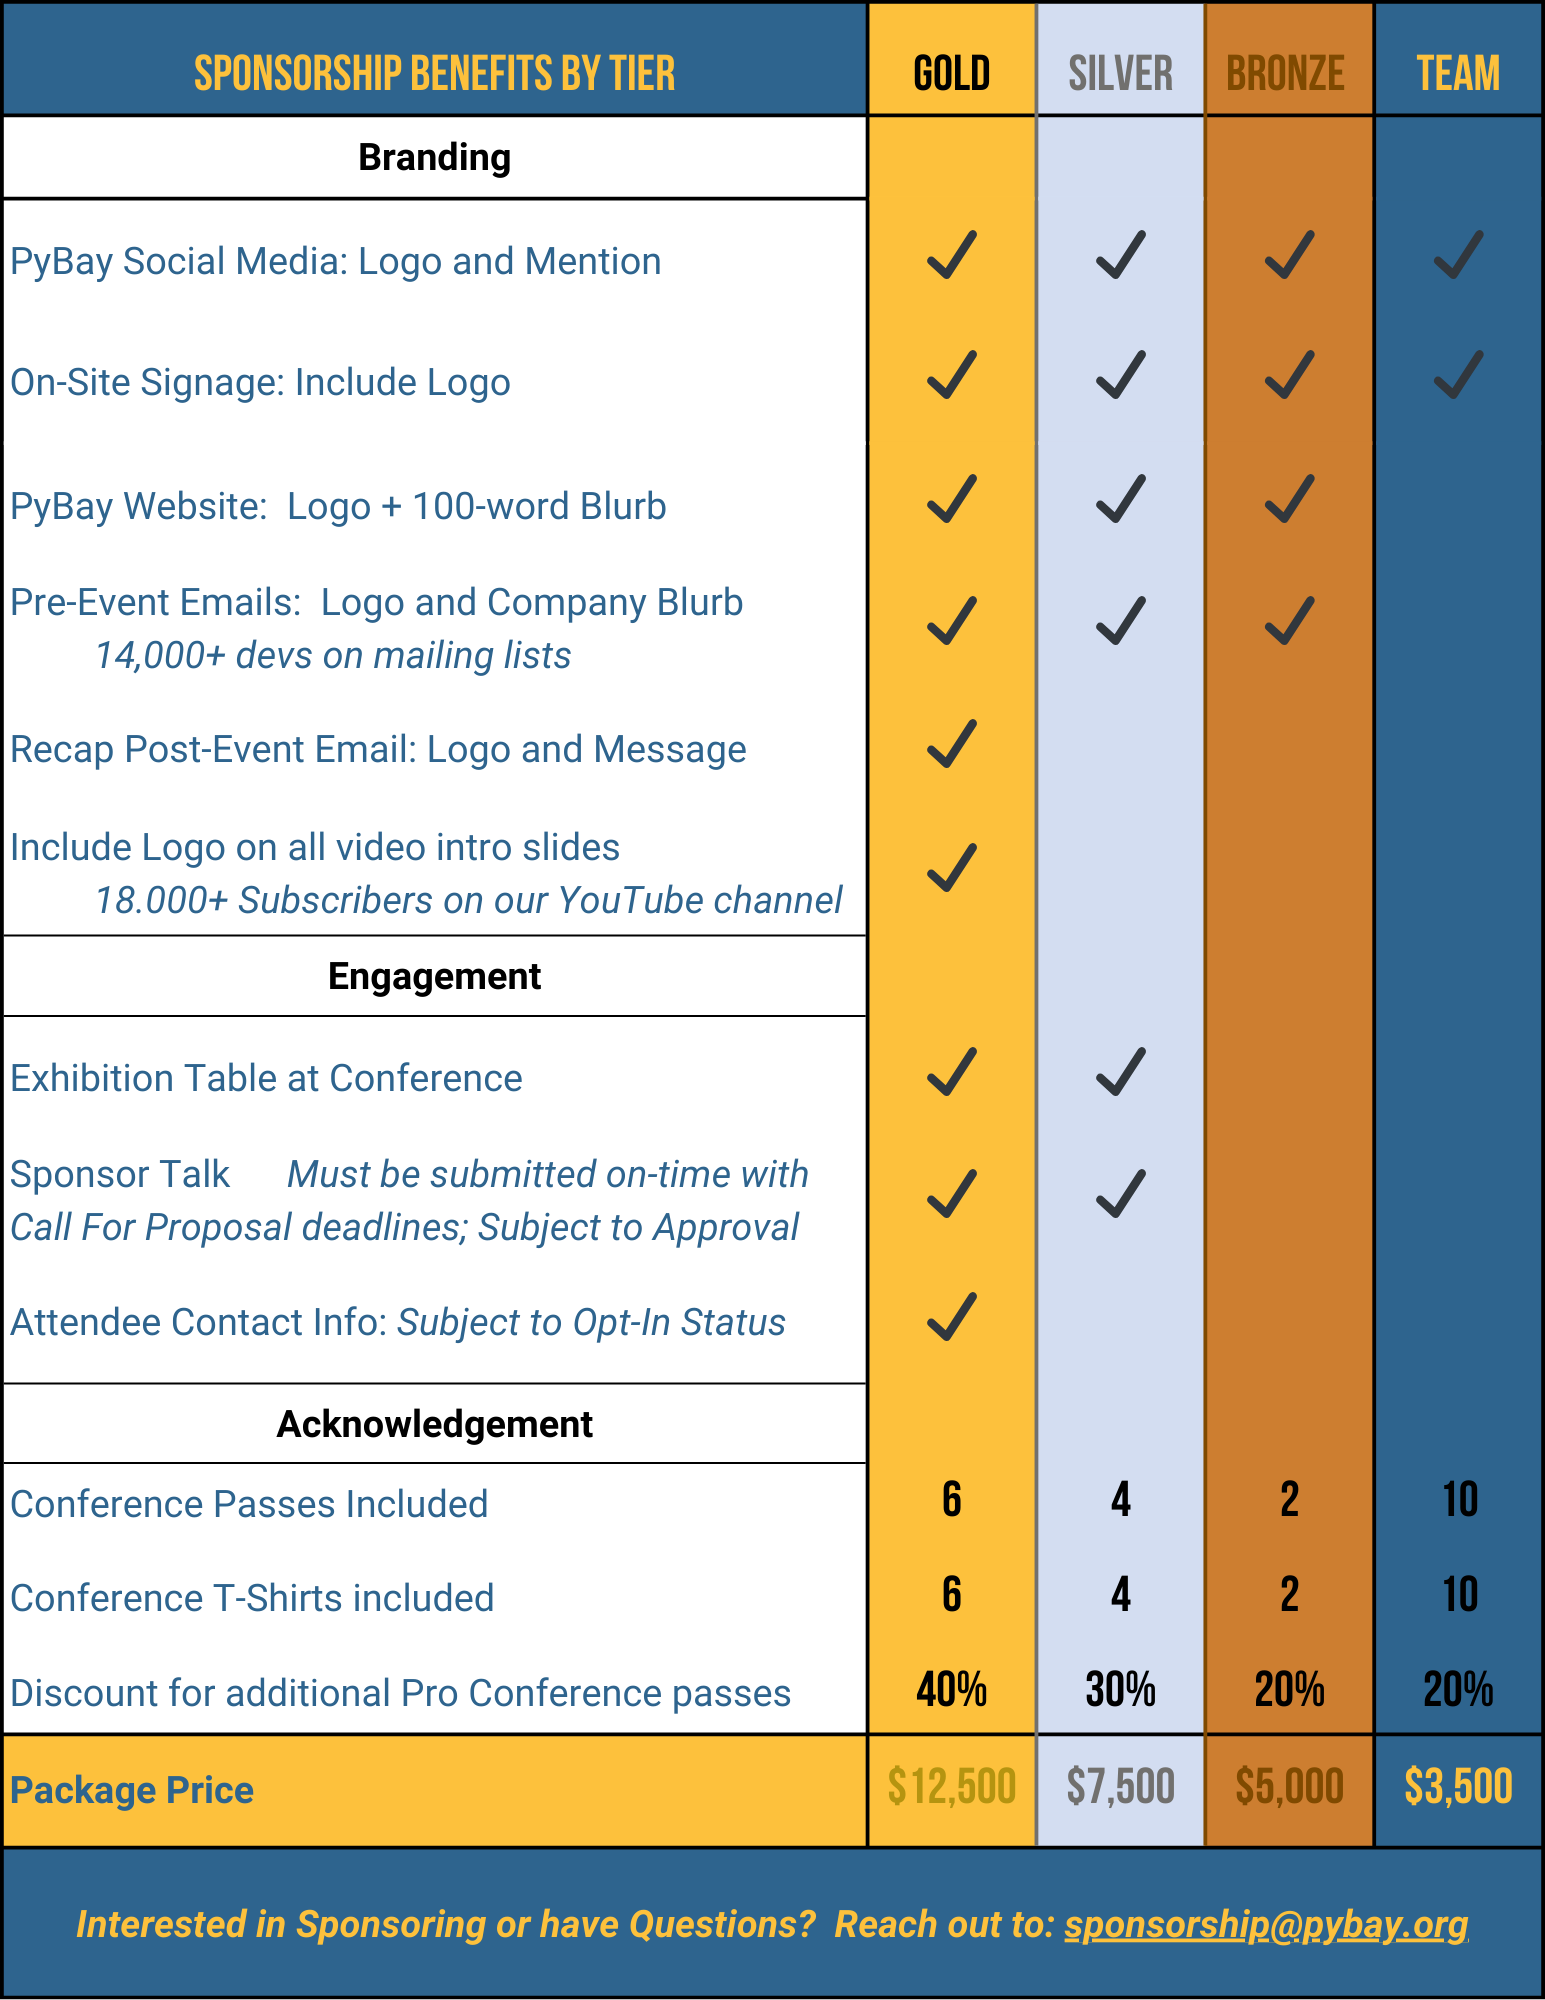 SPONSORSHIP BENEFITS BY TIER GOLD SILVER BRONZE TEAM
Branding
PyBay Social Media: Logo and Mention ✓ ✓ ✓ ✓
On-Site Signage: Include Logo ✓ ✓ ✓ ✓
PyBay Website:  Logo + 100-word Blurb ✓ ✓ ✓
Pre-Event Emails:  Logo and Company Blurb ✓ ✓ ✓
14,000+ devs on mailing lists
Recap Post-Event Email: Logo and Message ✓
Include Logo on all video intro slides ✓
18.000+ Subscribers on our YouTube channel
Engagement
Exhibition Table at Conference ✓ ✓
Sponsor Talk Must be submitted on-time with ✓ ✓
Call For Proposal deadlines; Subject to Approval
Attendee Contact Info: Subject to Opt-In Status ✓
Acknowledgement
Conference Passes Included 6 4 2 10
Conference T-Shirts included 6 4 2 10
Discount for additional Pro Conference passes 40% 30% 20% 20%
Package Price $12,500 $7,500 $5,000 $3,500
Interested in Sponsoring or have Questions?  Reach out to: sponsorship@pybay.org